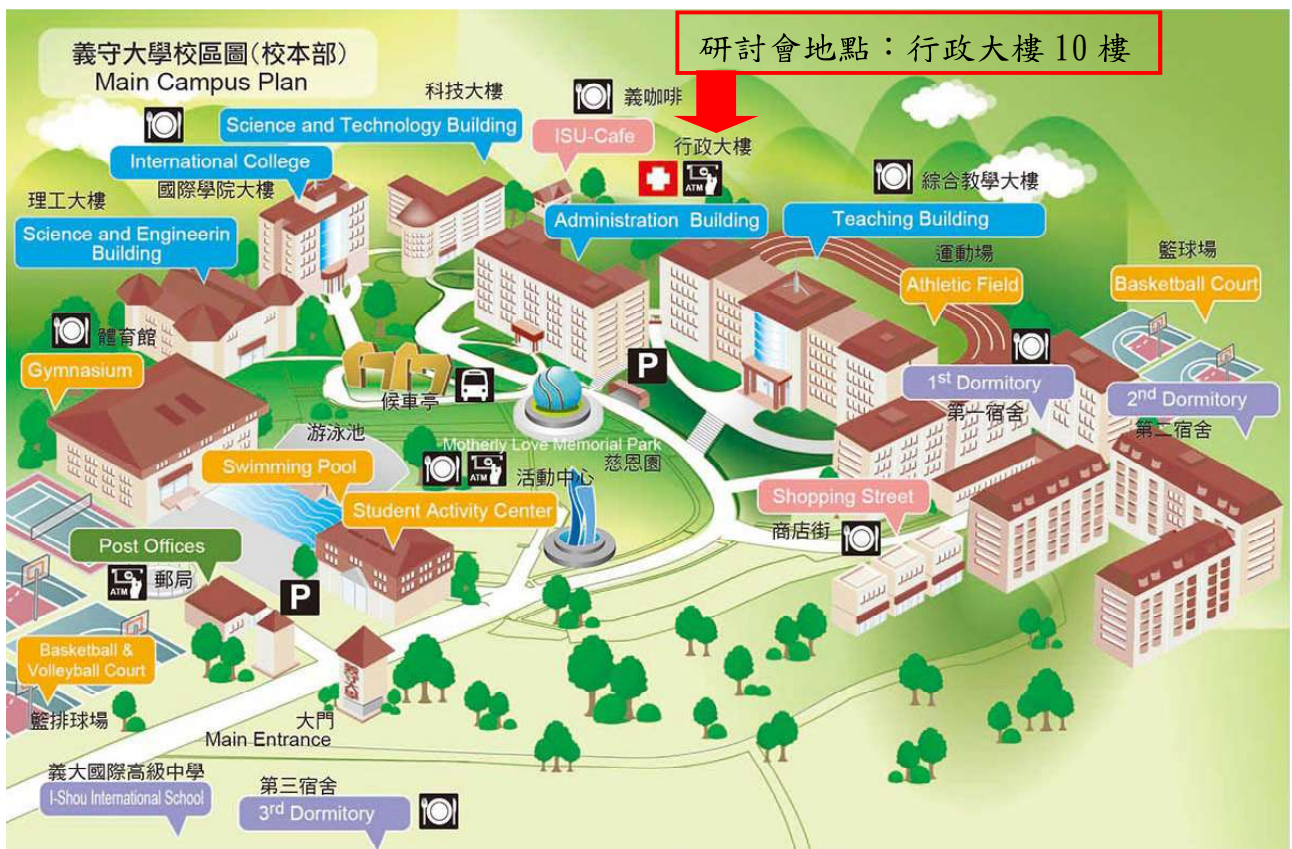 義守大學校區圖(校本部)
Main Campus Plan
研討會地點：行政大樓 10 樓
科技大樓
Science and Technology Building
義咖啡
ISU-Cafe
行政大樓
ATM
Administration Building
International College
國際學院大樓
理工大樓
Science and Engineerin
Building
綜合教學大樓
Teaching Building
運動場
Athletic Field
籃球場
Basketball Court
體育館
Gymnasium
候車亭
P
1st Dormitory
第一宿舍
2nd Dormitory
第二宿舍
游泳池
Swimming Pool
Motherly Love Memorial Park
慈恩園
ATM
活動中心
Student Activity Center
Shopping Street
商店街
Post Offices
ATM
郵局
P
Basketball &
Volleyball Court
籃排球場
大門
Main Entrance
義大國際高級中學
I-Shou International School
第三宿舍
3rd Dormitory